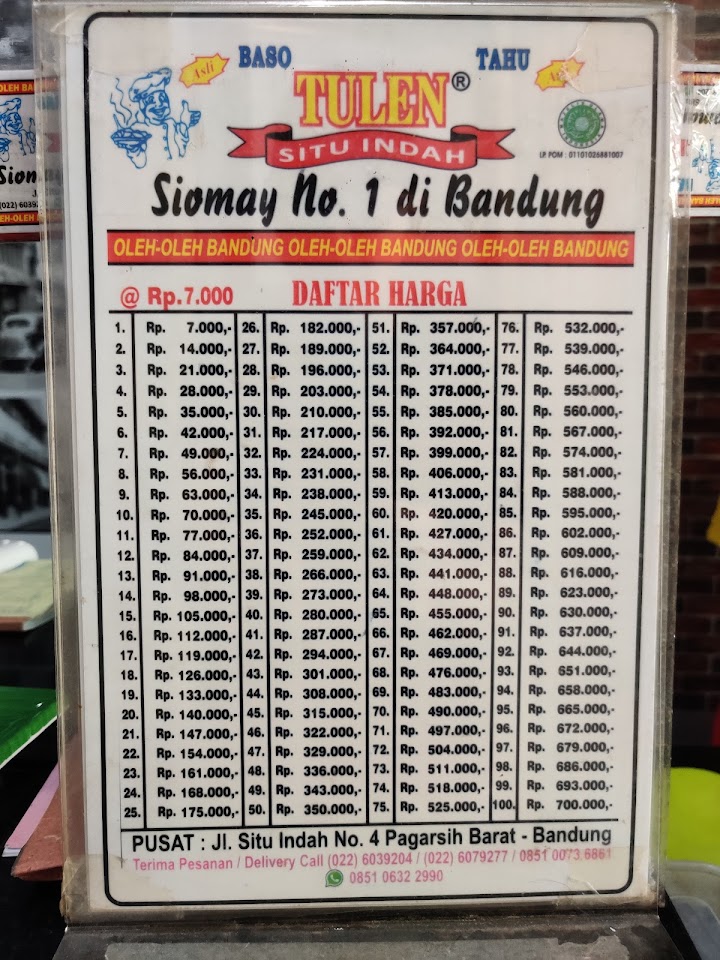 BASO TAHU
Asli
TULEN®
SITU INDAH
LP POM : 01101026881007
Siomay No. 1 di Bandung
OLEH-OLEH BANDUNG OLEH-OLEH BANDUNG OLEH-OLEH BANDUNG
@ Rp.7.000 DAFTAR HARGA
1. Rp. 7.000,- 26. Rp. 182.000,- 51. Rp. 357.000,- 76. Rp. 532.000,-
2. Rp. 14.000,- 27. Rp. 189.000,- 52. Rp. 364.000,- 77. Rp. 539.000,-
3. Rp. 21.000,- 28. Rp. 196.000,- 53. Rp. 371.000,- 78. Rp. 546.000,-
4. Rp. 28.000,- 29. Rp. 203.000,- 54. Rp. 378.000,- 79. Rp. 553.000,-
5. Rp. 35.000,- 30. Rp. 210.000,- 55. Rp. 385.000,- 80. Rp. 560.000,-
6. Rp. 42.000,- 31. Rp. 217.000,- 56. Rp. 392.000,- 81. Rp. 567.000,-
7. Rp. 49.000,- 32. Rp. 224.000,- 57. Rp. 399.000,- 82. Rp. 574.000,-
8. Rp. 56.000,- 33. Rp. 231.000,- 58. Rp. 406.000,- 83. Rp. 581.000,-
9. Rp. 63.000,- 34. Rp. 238.000,- 59. Rp. 413.000,- 84. Rp. 588.000,-
10. Rp. 70.000,- 35. Rp. 245.000,- 60. Rp. 420.000,- 85. Rp. 595.000,-
11. Rp. 77.000,- 36. Rp. 252.000,- 61. Rp. 427.000,- 86. Rp. 602.000,-
12. Rp. 84.000,- 37. Rp. 259.000,- 62. Rp. 434.000,- 87. Rp. 609.000,-
13. Rp. 91.000,- 38. Rp. 266.000,- 63. Rp. 441.000,- 88. Rp. 616.000,-
14. Rp. 98.000,- 39. Rp. 273.000,- 64. Rp. 448.000,- 89. Rp. 623.000,-
15. Rp. 105.000,- 40. Rp. 280.000,- 65. Rp. 455.000,- 90. Rp. 630.000,-
16. Rp. 112.000,- 41. Rp. 287.000,- 66. Rp. 462.000,- 91. Rp. 637.000,-
17. Rp. 119.000,- 42. Rp. 294.000,- 67. Rp. 469.000,- 92. Rp. 644.000,-
18. Rp. 126.000,- 43. Rp. 301.000,- 68. Rp. 476.000,- 93. Rp. 651.000,-
19. Rp. 133.000,- 44. Rp. 308.000,- 69. Rp. 483.000,- 94. Rp. 658.000,-
20. Rp. 140.000,- 45. Rp. 315.000,- 70. Rp. 490.000,- 95. Rp. 665.000,-
21. Rp. 147.000,- 46. Rp. 322.000,- 71. Rp. 497.000,- 96. Rp. 672.000,-
22. Rp. 154.000,- 47. Rp. 329.000,- 72. Rp. 504.000,- 97. Rp. 679.000,-
23. Rp. 161.000,- 48. Rp. 336.000,- 73. Rp. 511.000,- 98. Rp. 686.000,-
24. Rp. 168.000,- 49. Rp. 343.000,- 74. Rp. 518.000,- 99. Rp. 693.000,-
25. Rp. 175.000,- 50. Rp. 350.000,- 75. Rp. 525.000,- 100. Rp. 700.000,-
PUSAT : Jl. Situ Indah No. 4 Pagarsih Barat - Bandung
Terima Pesanan / Delivery Call (022) 6039204 / (022) 6079277 / 0851 0073 6861
0851 0632 2990